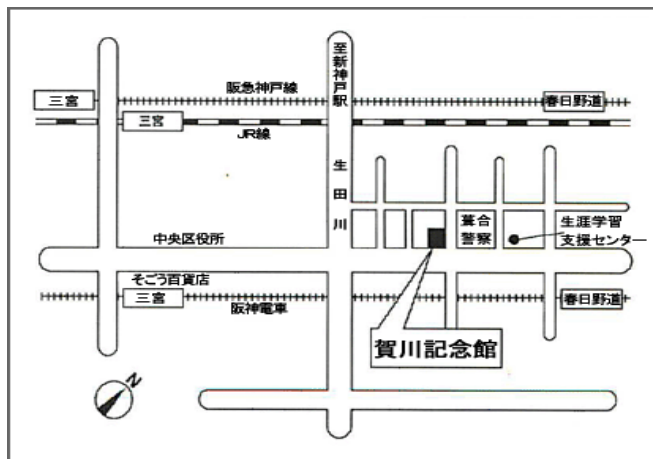 至新神戸駅
阪急神戸線
三宮
春日野道
三宮
JR線
生田川
葺合
警察
生涯学習
支援センター
中央区役所
そごう百貨店
三宮
阪神電車
春日野道
賀川記念館
N